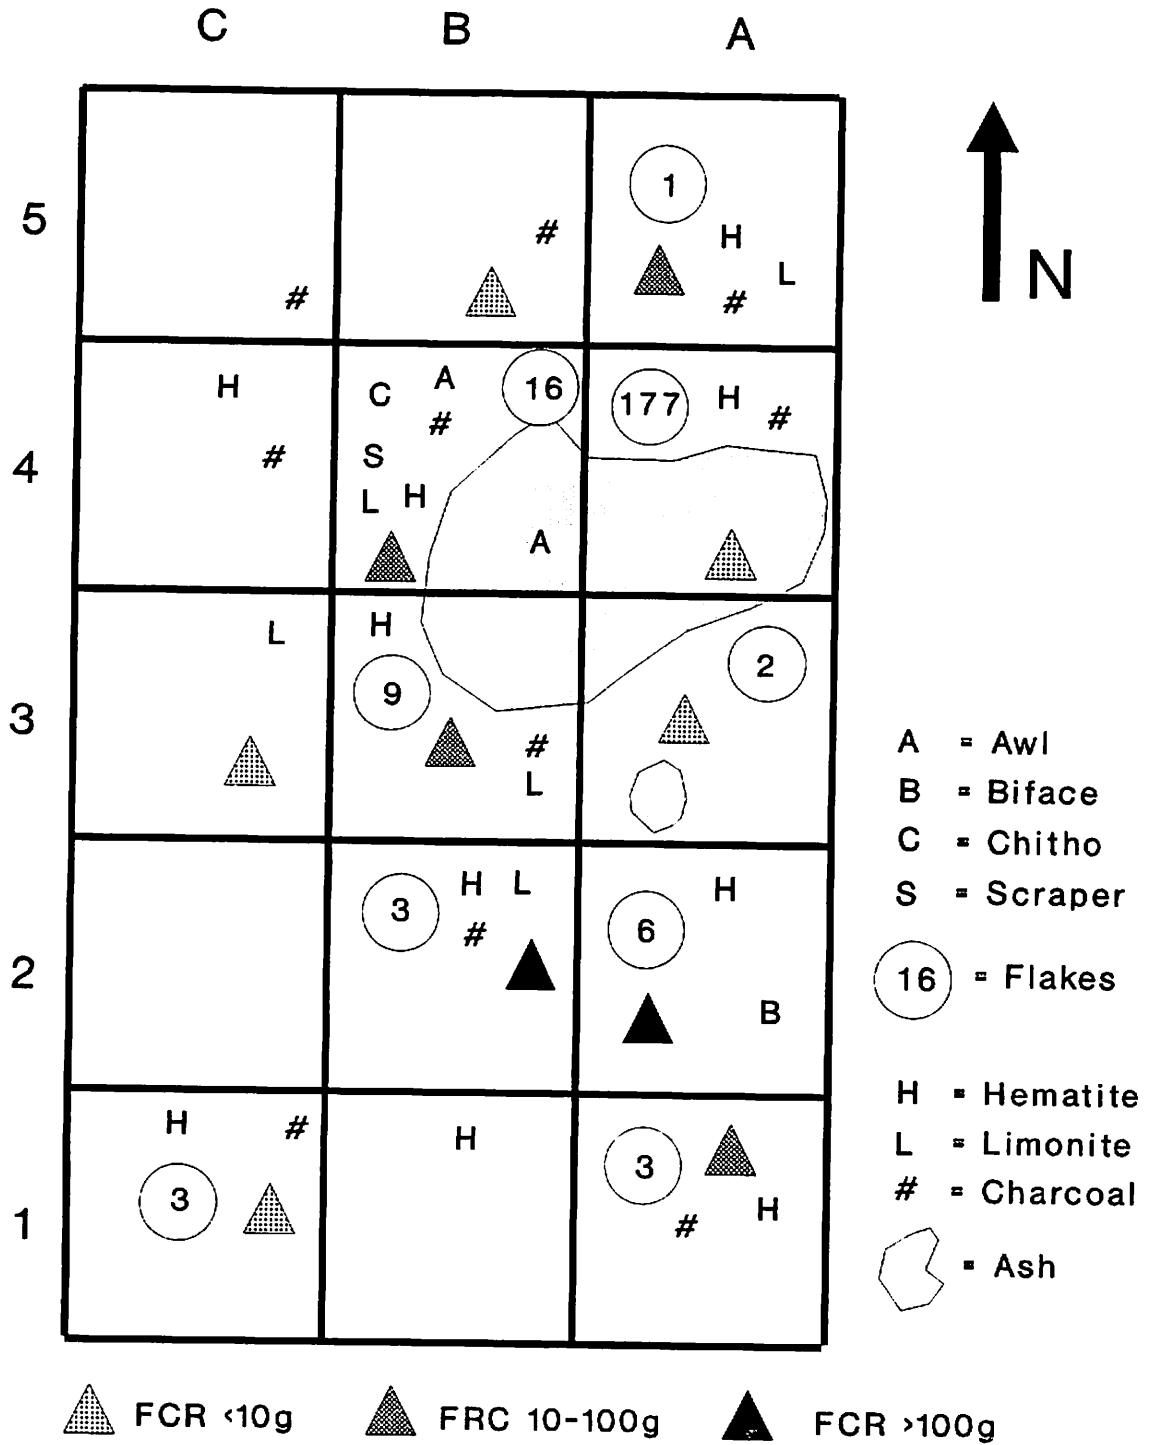 C B A
5
1
#
H
L
N
#
#
4
H
C A 16 177 H #
#
#
S
L H
A
3
L H
9
2
#
L
A = Awl
B = Biface
C = Chitho
S = Scraper
16 = Flakes
2
3 H L
#
6
H
B
H = Hematite
L = Limonite
# = Charcoal
= Ash
1
H #
3
H
3
#
H
FCR <10g FRC 10-100g FCR >100g